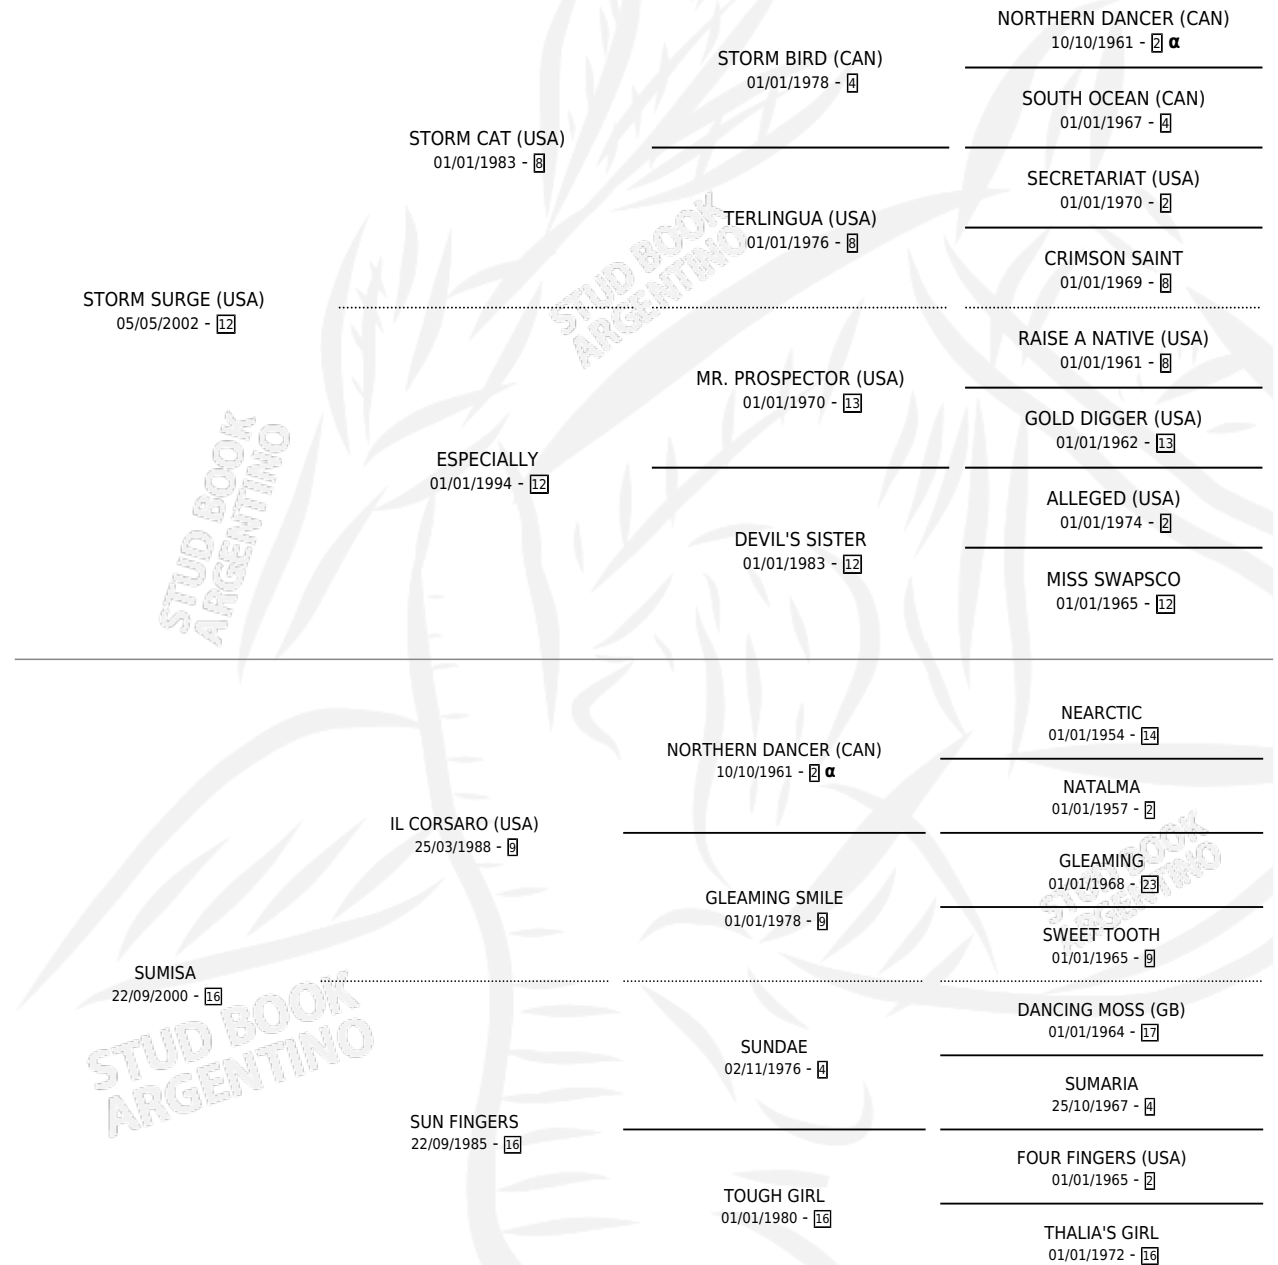 NORTHERN DANCER (CAN)
10/10/1961 - 2 α
STORM BIRD (CAN)
01/01/1978 - 4
SOUTH OCEAN (CAN)
01/01/1967 - 4
STORM CAT (USA)
01/01/1983 - 8
SECRETARIAT (USA)
01/01/1970 - 2
TERLINGUA (USA)
01/01/1976 - 8
CRIMSON SAINT
01/01/1969 - 8
STORM SURGE (USA)
05/05/2002 - 12
RAISE A NATIVE (USA)
01/01/1961 - 8
MR. PROSPECTOR (USA)
01/01/1970 - 13
GOLD DIGGER (USA)
01/01/1962 - 13
ESPECIALLY
01/01/1994 - 12
ALLEGED (USA)
01/01/1974 - 2
DEVIL'S SISTER
01/01/1983 - 12
MISS SWAPSCO
01/01/1965 - 12
NEARCTIC
01/01/1954 - 14
NORTHERN DANCER (CAN)
10/10/1961 - 2 α
NATALMA
01/01/1957 - 2
IL CORSARO (USA)
25/03/1988 - 9
GLEAMING
01/01/1968 - 23
GLEAMING SMILE
01/01/1978 - 9
SWEET TOOTH
01/01/1965 - 9
SUMISA
22/09/2000 - 16
DANCING MOSS (GB)
01/01/1964 - 17
SUNDAE
02/11/1976 - 4
SUMARIA
25/10/1967 - 4
SUN FINGERS
22/09/1985 - 16
FOUR FINGERS (USA)
01/01/1965 - 2
TOUGH GIRL
01/01/1980 - 16
THALIA'S GIRL
01/01/1972 - 16
STUD BOOK
ARGENTINO
STUD BOOK
ARGENTINO
STUD BOOK
ARGENTINO
STUD BOOK
ARGENTINO